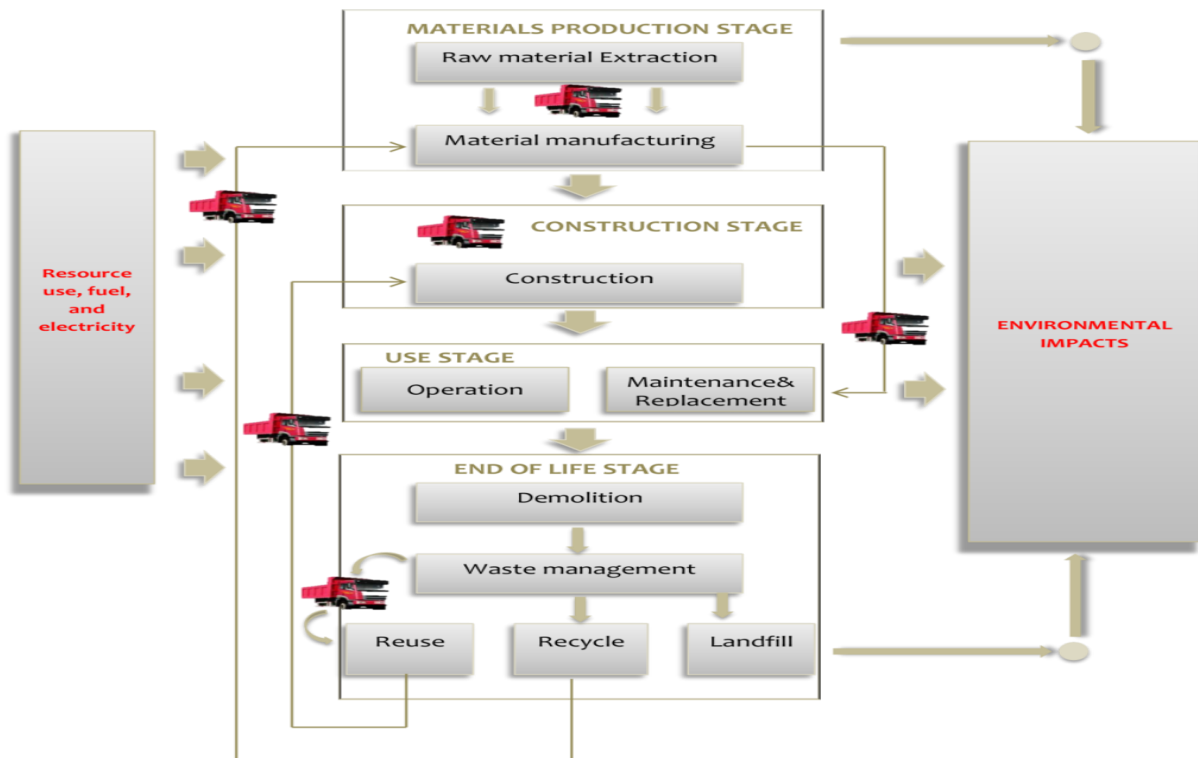 MATERIALS PRODUCTION STAGE
Raw material Extraction
Material manufacturing
CONSTRUCTION STAGE
Construction
Resource
use, fuel,
and
electricity
ENVIRONMENTAL
IMPACTS
USE STAGE
Operation
Maintenance&
Replacement
END OF LIFE STAGE
Demolition
Waste management
Reuse
Recycle
Landfill